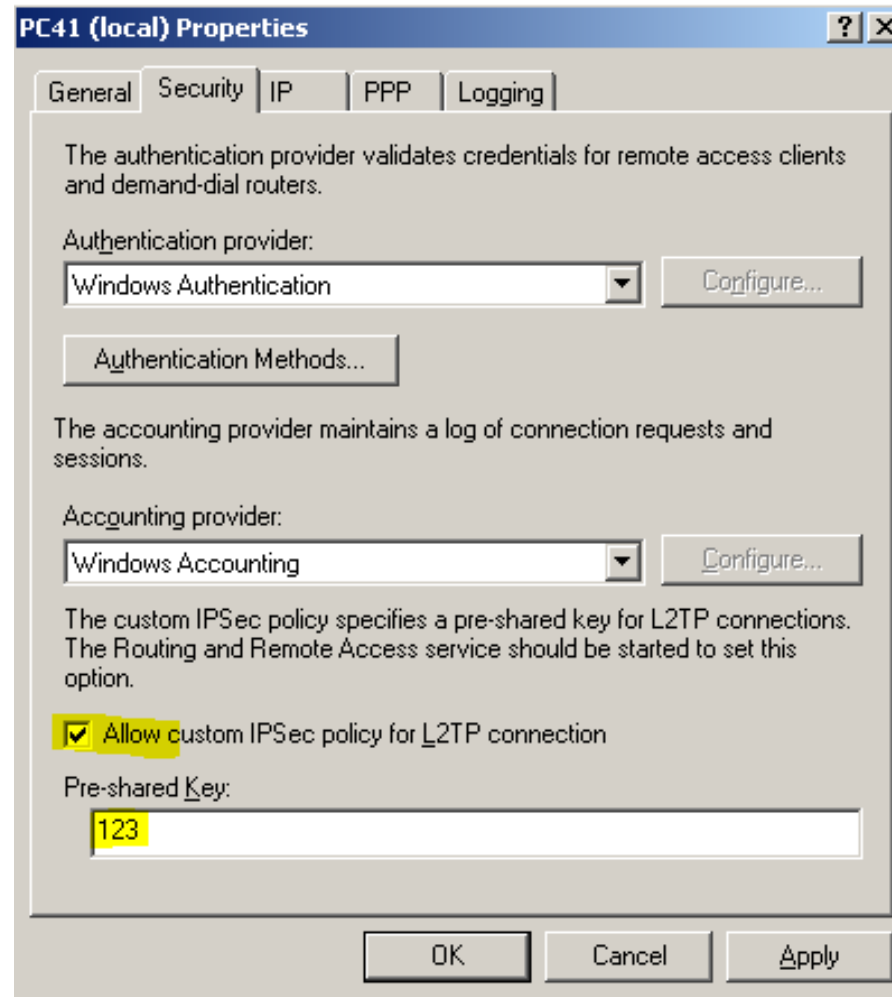 PC41 (local) Properties
General Security IP PPP Logging
The authentication provider validates credentials for remote access clients
and demand-dial routers.
Authentication provider:
Windows Authentication Configure...
Authentication Methods...
The accounting provider maintains a log of connection requests and
sessions.
Accounting provider:
Windows Accounting Configure...
The custom IPSec policy specifies a pre-shared key for L2TP connections.
The Routing and Remote Access service should be started to set this
option.
Allow custom IPSec policy for L2TP connection
Pre-shared Key:
123
OK Cancel Apply